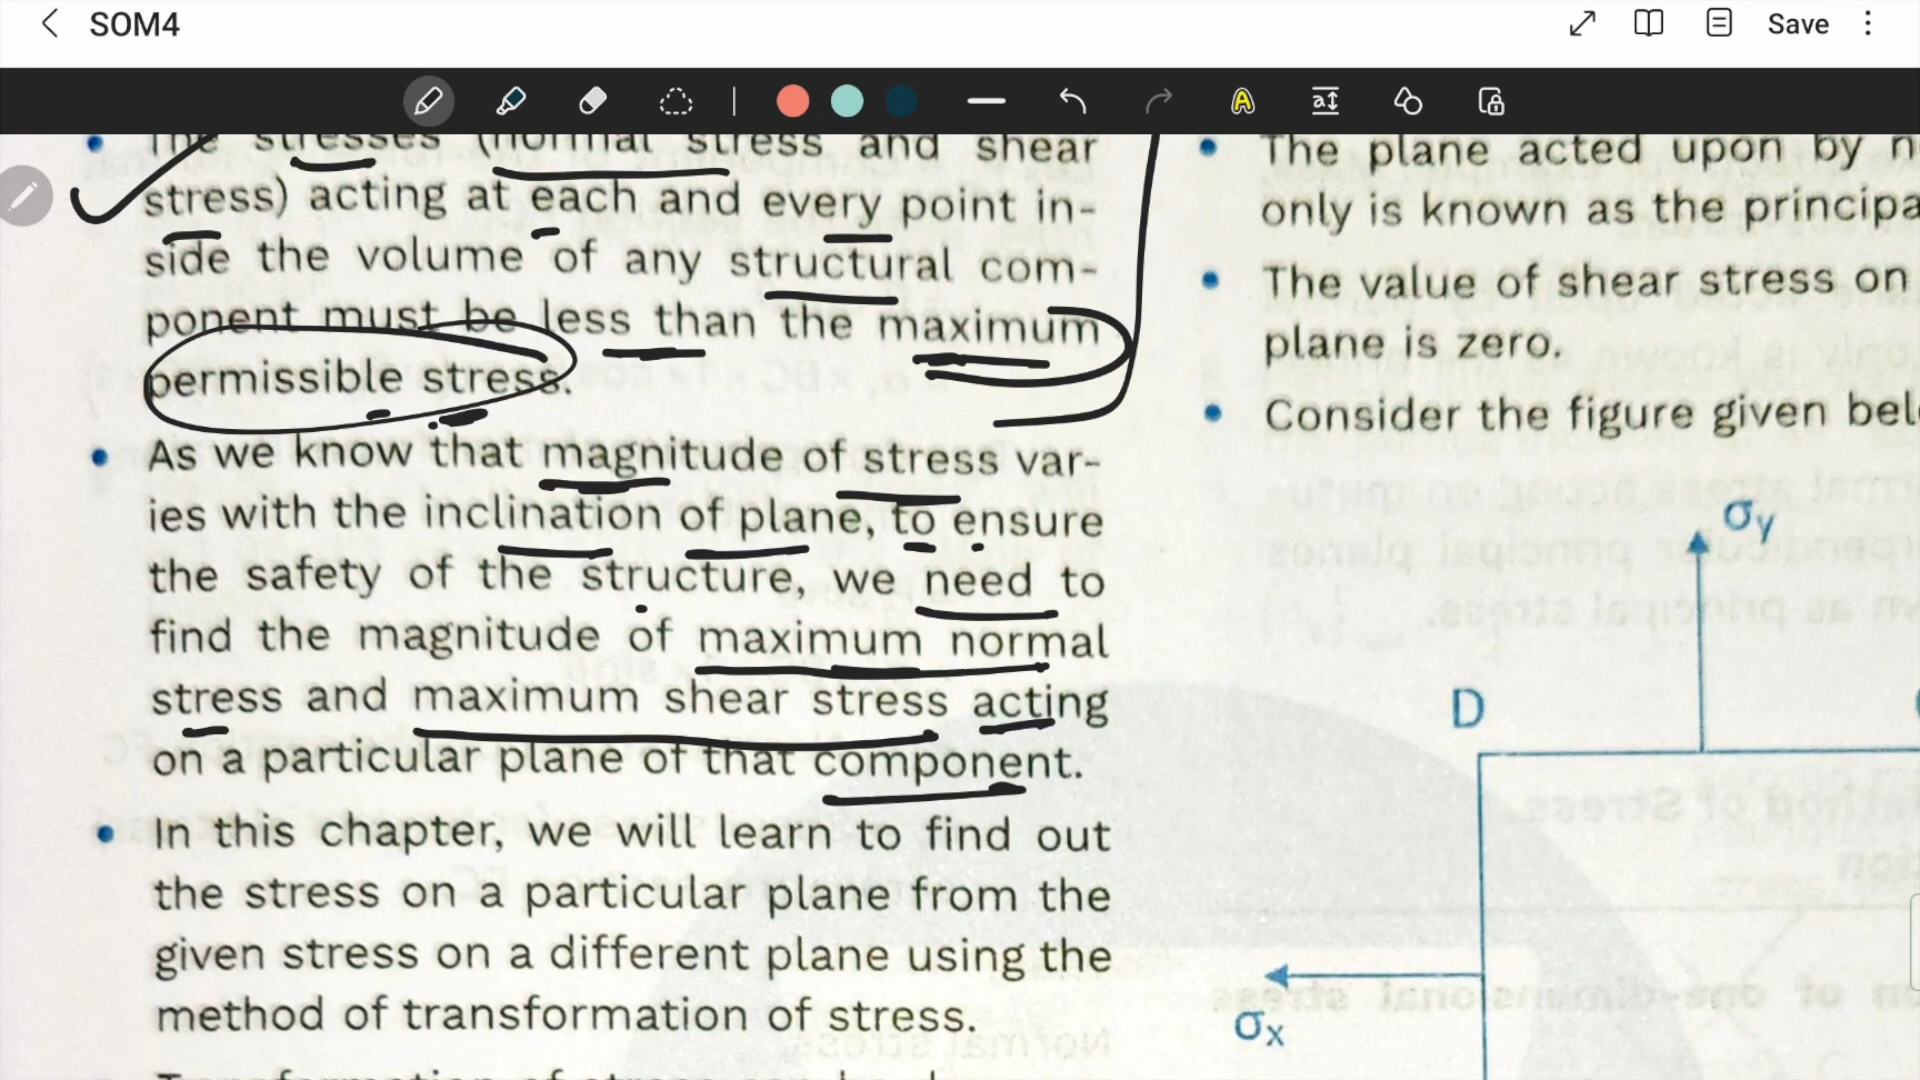 SOM4
Save
The stresses (normal stress and shear
stress) acting at each and every point in-
side the volume of any structural com-
ponent must be less than the maximum
permissible stress.
As we know that magnitude of stress var-
ies with the inclination of plane, to ensure
the safety of the structure, we need to
find the magnitude of maximum normal
stress and maximum shear stress acting
on a particular plane of that component.
In this chapter, we will learn to find out
the stress on a particular plane from the
given stress on a different plane using the
method of transformation of stress.
The plane acted upon by n
only is known as the principa
The value of shear stress on
plane is zero.
Consider the figure given bel
σy
D
σx